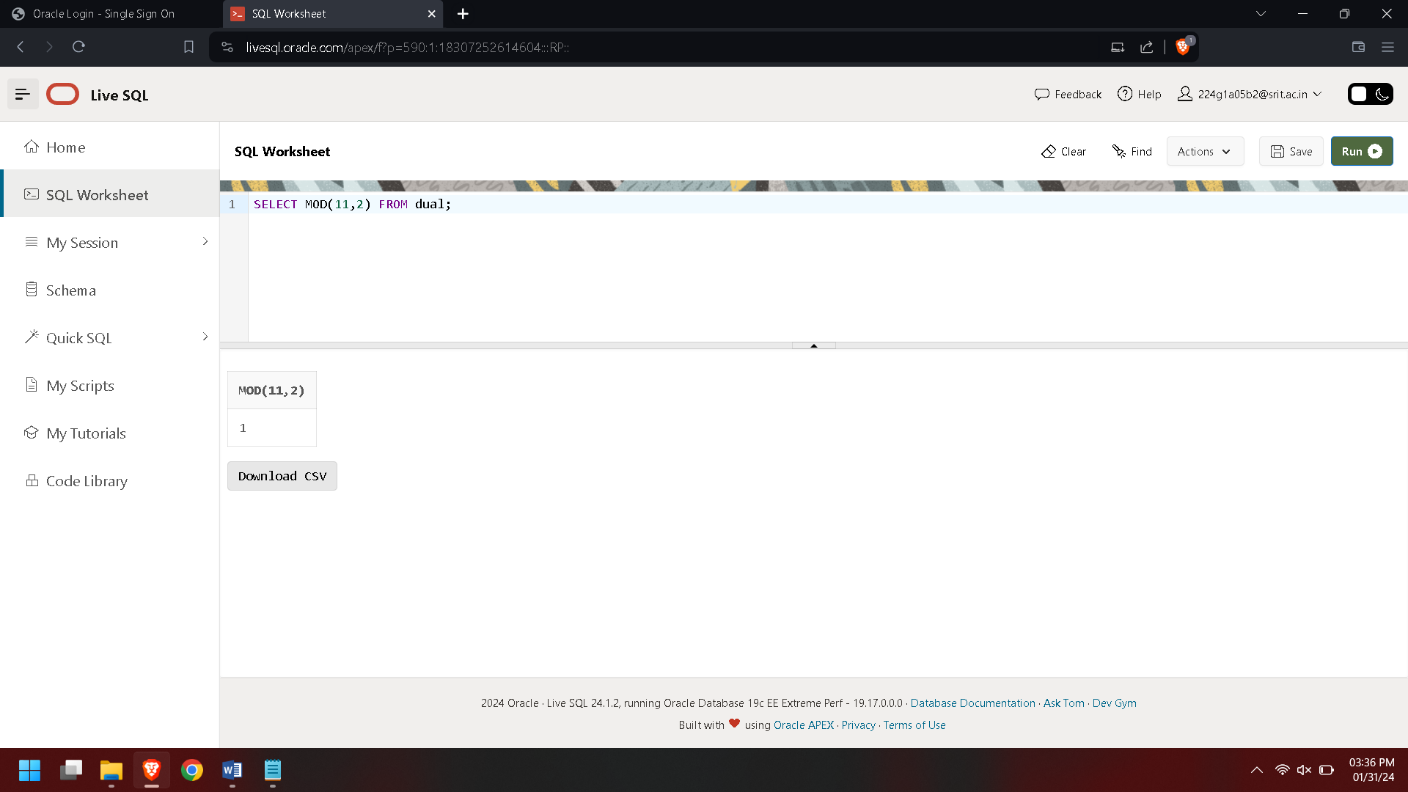 Oracle Login - Single Sign On
SQL Worksheet
livesql.oracle.com/apex/f?p=590:1:18307252614604:::RP::
1
Live SQL
Feedback
Help
224g1a05b2@srit.ac.in
Home
SQL Worksheet
My Session
Schema
Quick SQL
My Scripts
My Tutorials
Code Library
SQL Worksheet
Clear
Find
Actions
Save
Run
1 SELECT MOD(11,2) FROM dual;
MOD(11,2)
1
Download CSV
2024 Oracle · Live SQL 24.1.2, running Oracle Database 19c EE Extreme Perf - 19.17.0.0.0 · Database Documentation · Ask Tom · Dev Gym
Built with ❤ using Oracle APEX · Privacy · Terms of Use
W
03:36 PM
01/31/24